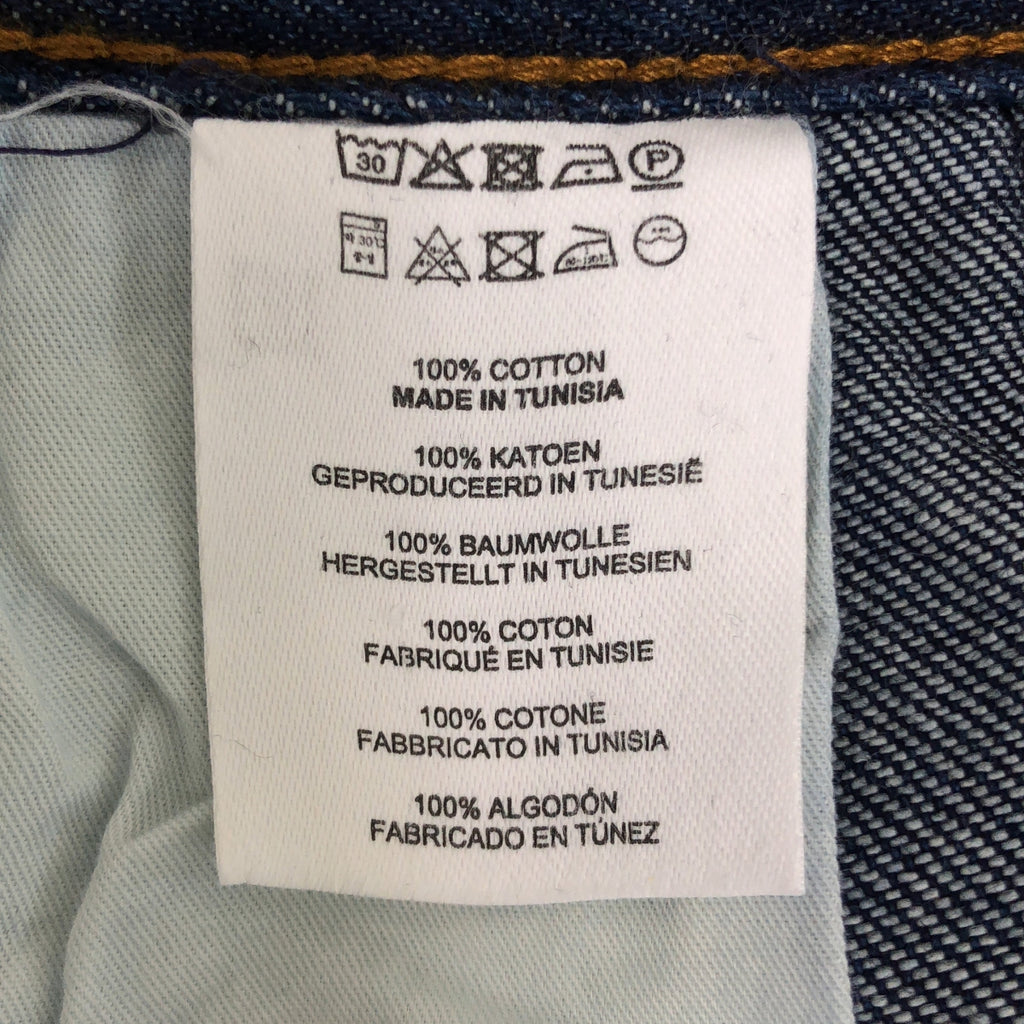 30
P
30℃
100% COTTON
MADE IN TUNISIA
100% KATOEN
GEPRODUCEERD IN TUNESIË
100% BAUMWOLLE
HERGESTELLT IN TUNESIEN
100% COTON
FABRIQUÉ EN TUNISIE
100% COTONE
FABBRICATO IN TUNISIA
100% ALGODÓN
FABRICADO EN TÚNEZ